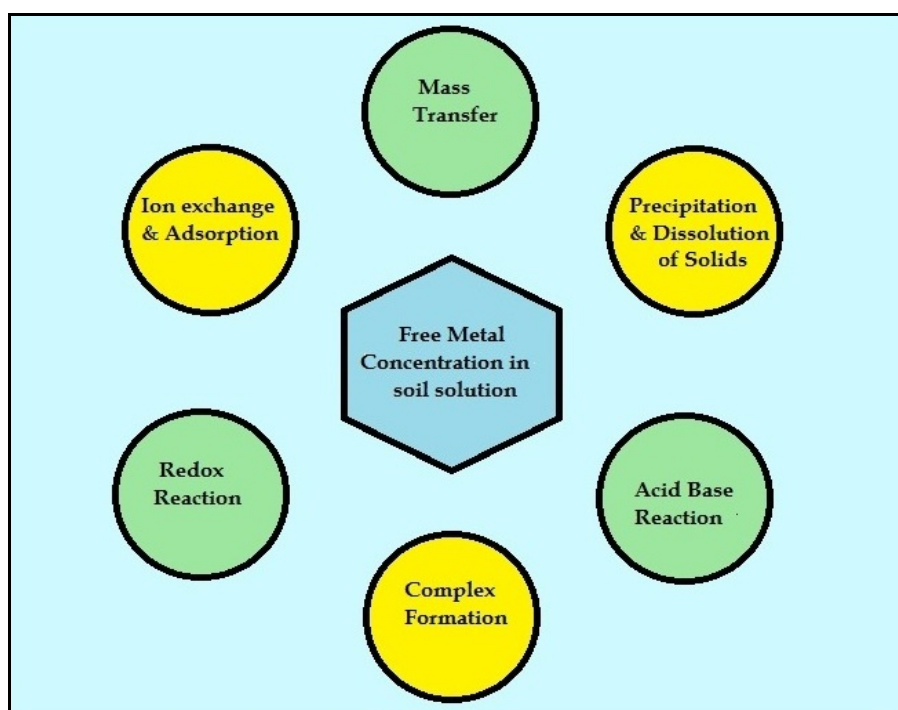 Mass
Transfer
Ion exchange
& Adsorption
Precipitation
& Dissolution
of Solids
Free Metal
Concentration in
soil solution
Redox
Reaction
Acid Base
Reaction
Complex
Formation